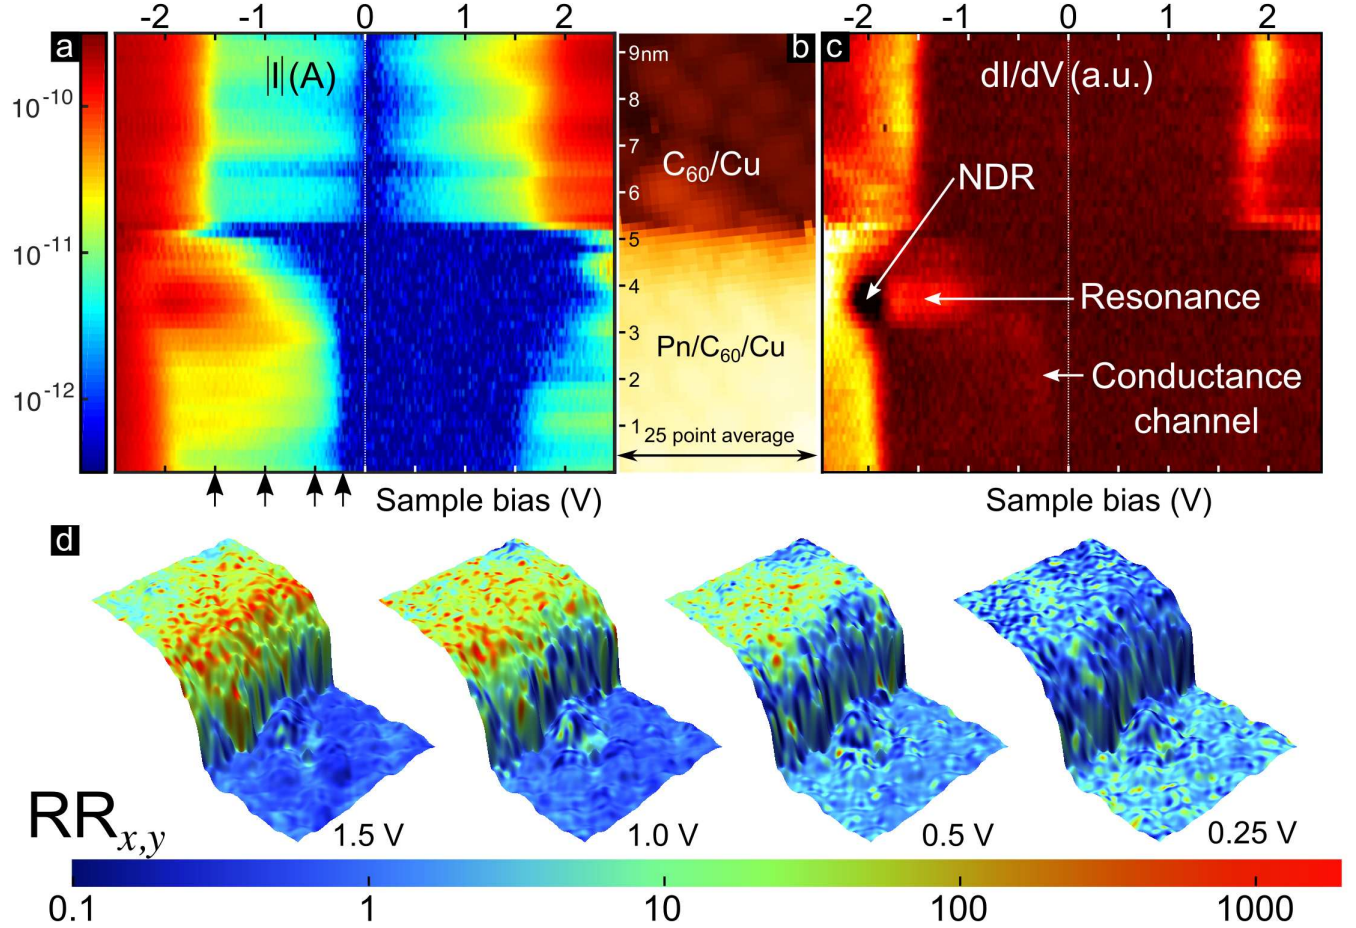 -2 -1 0 1 2
-2 -1 0 1 2
a
|I|(A)
10⁻¹⁰
10⁻¹¹
10⁻¹²
Sample bias (V)
b
9nm
8
7
6
5
4
3
2
1
C₆₀/Cu
Pn/C₆₀/Cu
25 point average
c
dI/dV (a.u.)
NDR
Resonance
Conductance
channel
Sample bias (V)
d
RRₓ,ᵧ
1.5 V
1.0 V
0.5 V
0.25 V
0.1 1 10 100 1000